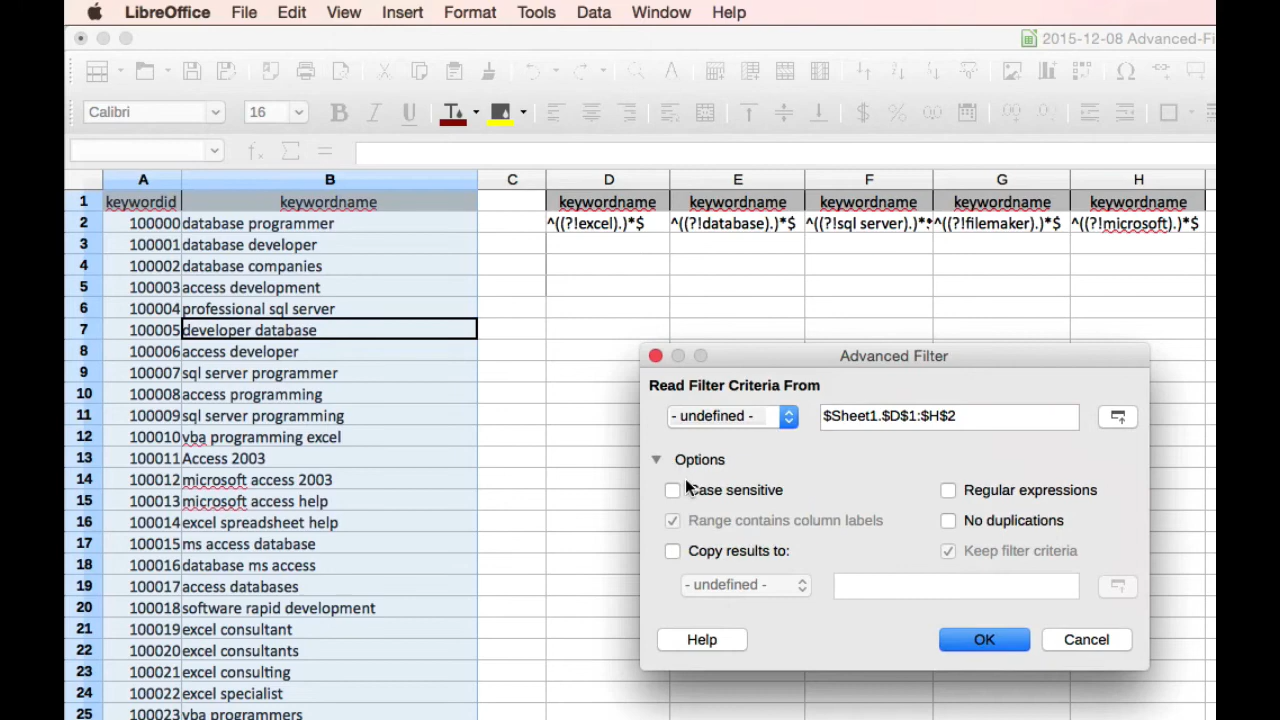 LibreOffice File Edit View Insert Format Tools Data Window Help
2015-12-08 Advanced-Fi
Calibri 16
A B C D E F G H
1 keywordid keywordname keywordname keywordname keywordname keywordname keywordname
2 100000 database programmer ^((?!excel).)*$ ^((?!database).)*$ ^((?!sql server).)* ^((?!filemaker).)*$ ^((?!microsoft).)*$
3 100001 database developer
4 100002 database companies
5 100003 access development
6 100004 professional sql server
7 100005 developer database
8 100006 access developer
9 100007 sql server programmer
10 100008 access programming
11 100009 sql server programming
12 100010 vba programming excel
13 100011 Access 2003
14 100012 microsoft access 2003
15 100013 microsoft access help
16 100014 excel spreadsheet help
17 100015 ms access database
18 100016 database ms access
19 100017 access databases
20 100018 software rapid development
21 100019 excel consultant
22 100020 excel consultants
23 100021 excel consulting
24 100022 excel specialist
25 100023 vba programmers
Advanced Filter
Read Filter Criteria From
- undefined - $Sheet1.$D$1:$H$2
Options
Case sensitive Regular expressions
Range contains column labels No duplications
Copy results to: Keep filter criteria
- undefined -
Help OK Cancel